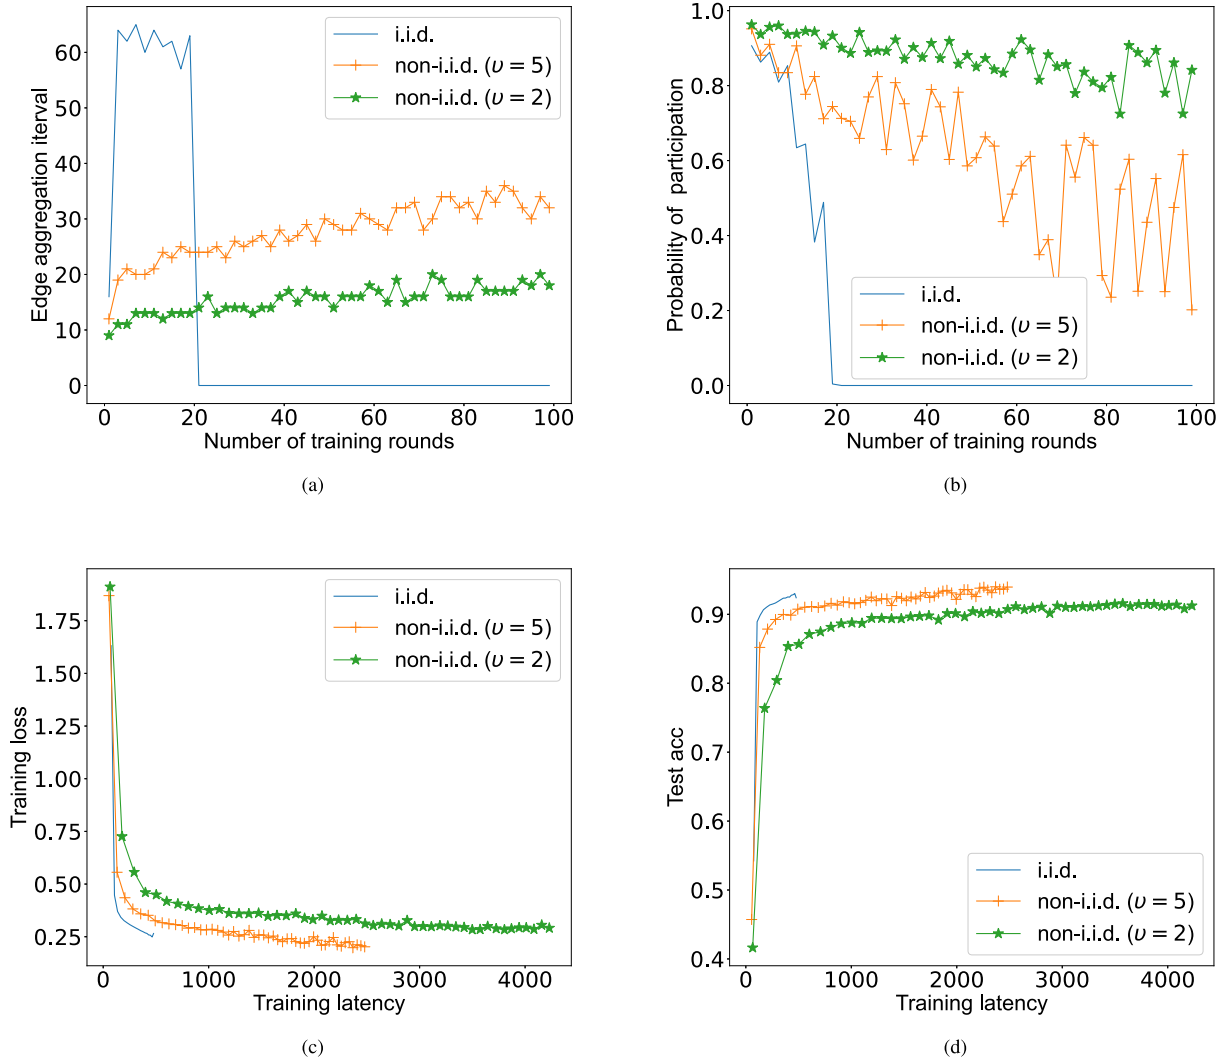 60
50
40
30
20
10
0
Edge aggregation iterval
i.i.d.
non-i.i.d. (υ = 5)
non-i.i.d. (υ = 2)
0 20 40 60 80 100
Number of training rounds
(a)
1.0
0.8
0.6
0.4
0.2
0.0
Probability of participation
i.i.d.
non-i.i.d. (υ = 5)
non-i.i.d. (υ = 2)
0 20 40 60 80 100
Number of training rounds
(b)
1.75
1.50
1.25
1.00
0.75
0.50
0.25
Training loss
i.i.d.
non-i.i.d. (υ = 5)
non-i.i.d. (υ = 2)
0 1000 2000 3000 4000
Training latency
(c)
0.9
0.8
0.7
0.6
0.5
0.4
Test acc
i.i.d.
non-i.i.d. (υ = 5)
non-i.i.d. (υ = 2)
0 1000 2000 3000 4000
Training latency
(d)